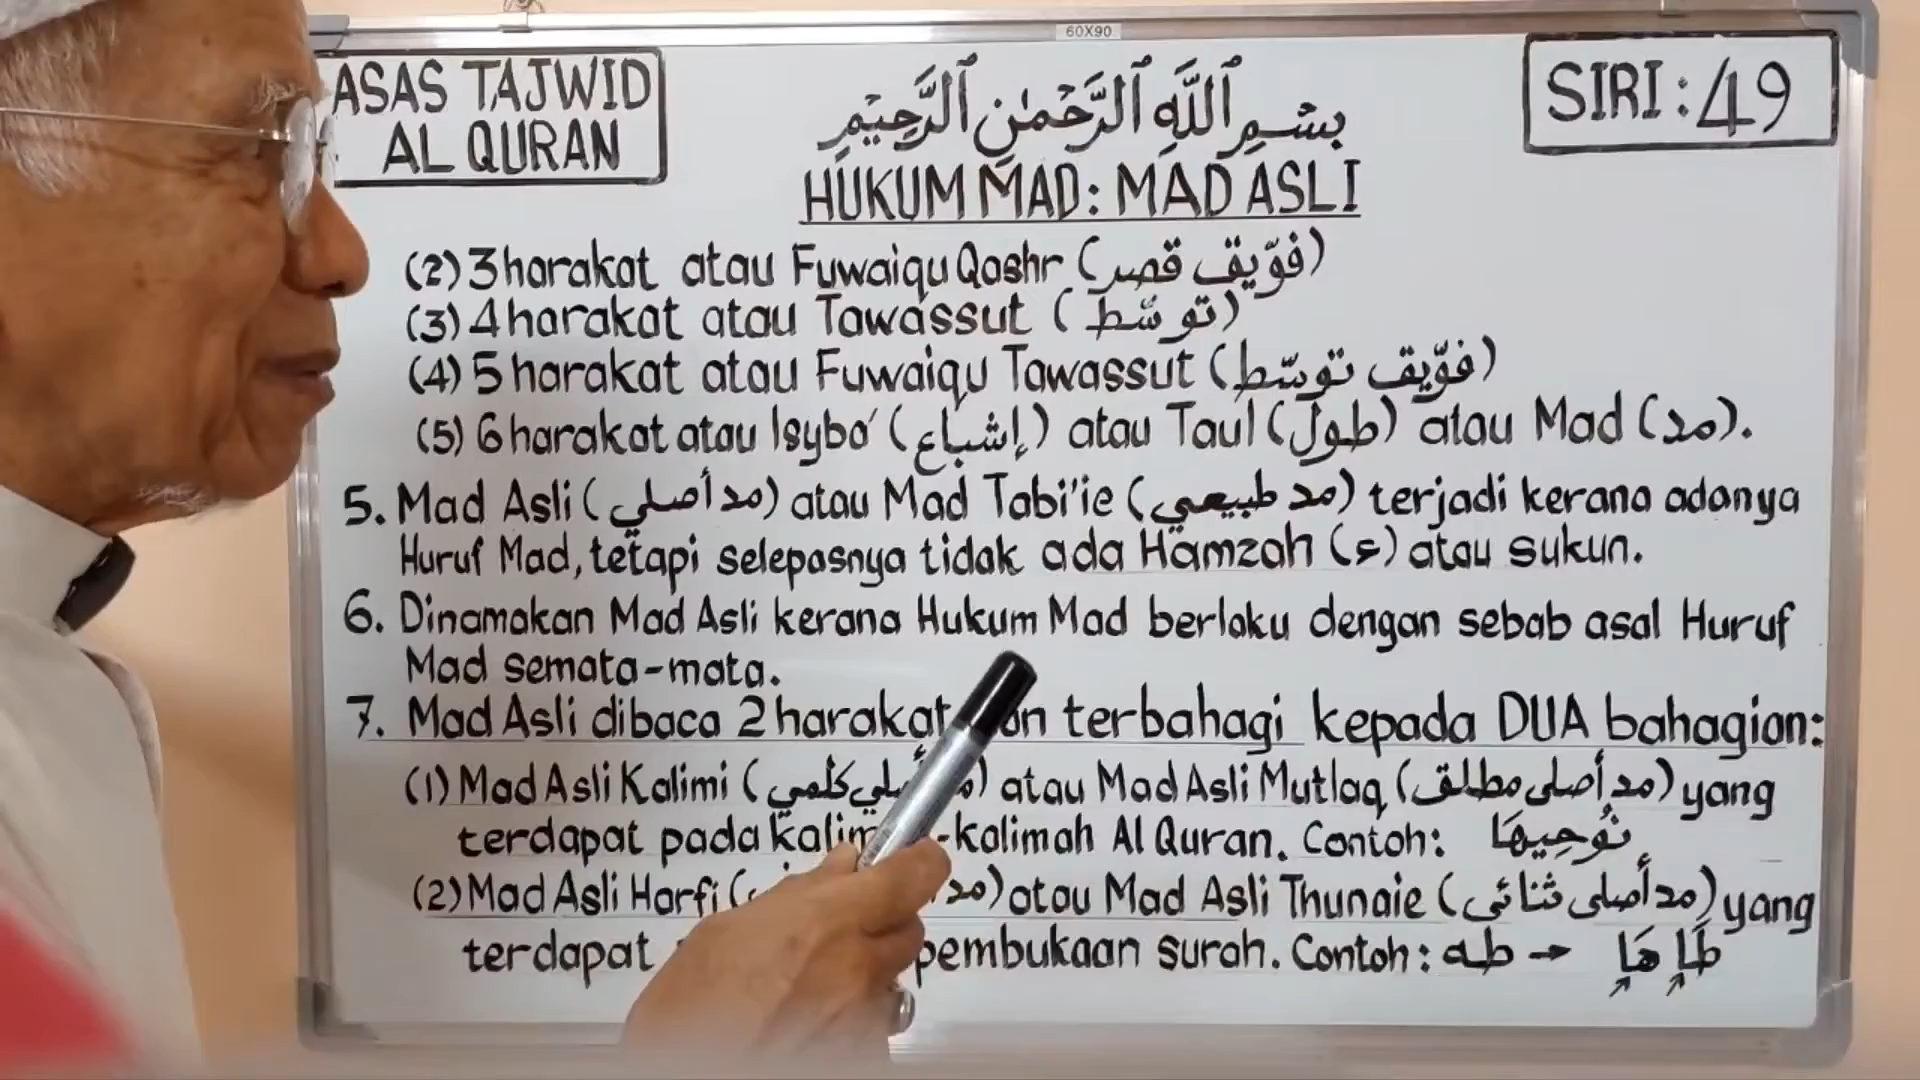 60X90
ASAS TAJWID
AL QURAN
بِسْمِ ٱللَّهِ ٱلرَّحْمَٰنِ ٱلرَّحِيْمِ
SIRI : 49
HUKUM MAD: MAD ASLI
(2) 3 harakat atau Fuwaiqu Qashr (فوّيق قصر)
(3) 4 harakat atau Tawassut (توسّط)
(4) 5 harakat atau Fuwaiqu Tawassut (فوّيق توسّط)
(5) 6 harakat atau Isyba' (إشباع) atau Taul (طول) atau Mad (مد).
5. Mad Asli (مد أصلي) atau Mad Tabi'ie (مد طبيعي) terjadi kerana adanya
Huruf Mad, tetapi selepasnya tidak ada Hamzah (ء) atau sukun.
6. Dinamakan Mad Asli kerana Hukum Mad berlaku dengan sebab asal Huruf
Mad semata-mata.
7. Mad Asli dibaca 2 harakat terbahagi kepada DUA bahagian:
(1) Mad Asli Kalimi (كلمي) atau Mad Asli Mutlaq (مد أصلى مطلق) yang
terdapat pada -kalimah Al Quran. Contoh: نُوحِيهَا
(2) Mad Asli Harfi (مد) atau Mad Asli Thunaie (مد أصلى ثنائى) yang
terdapat pembukaan surah. Contoh : طه → طَا هَا